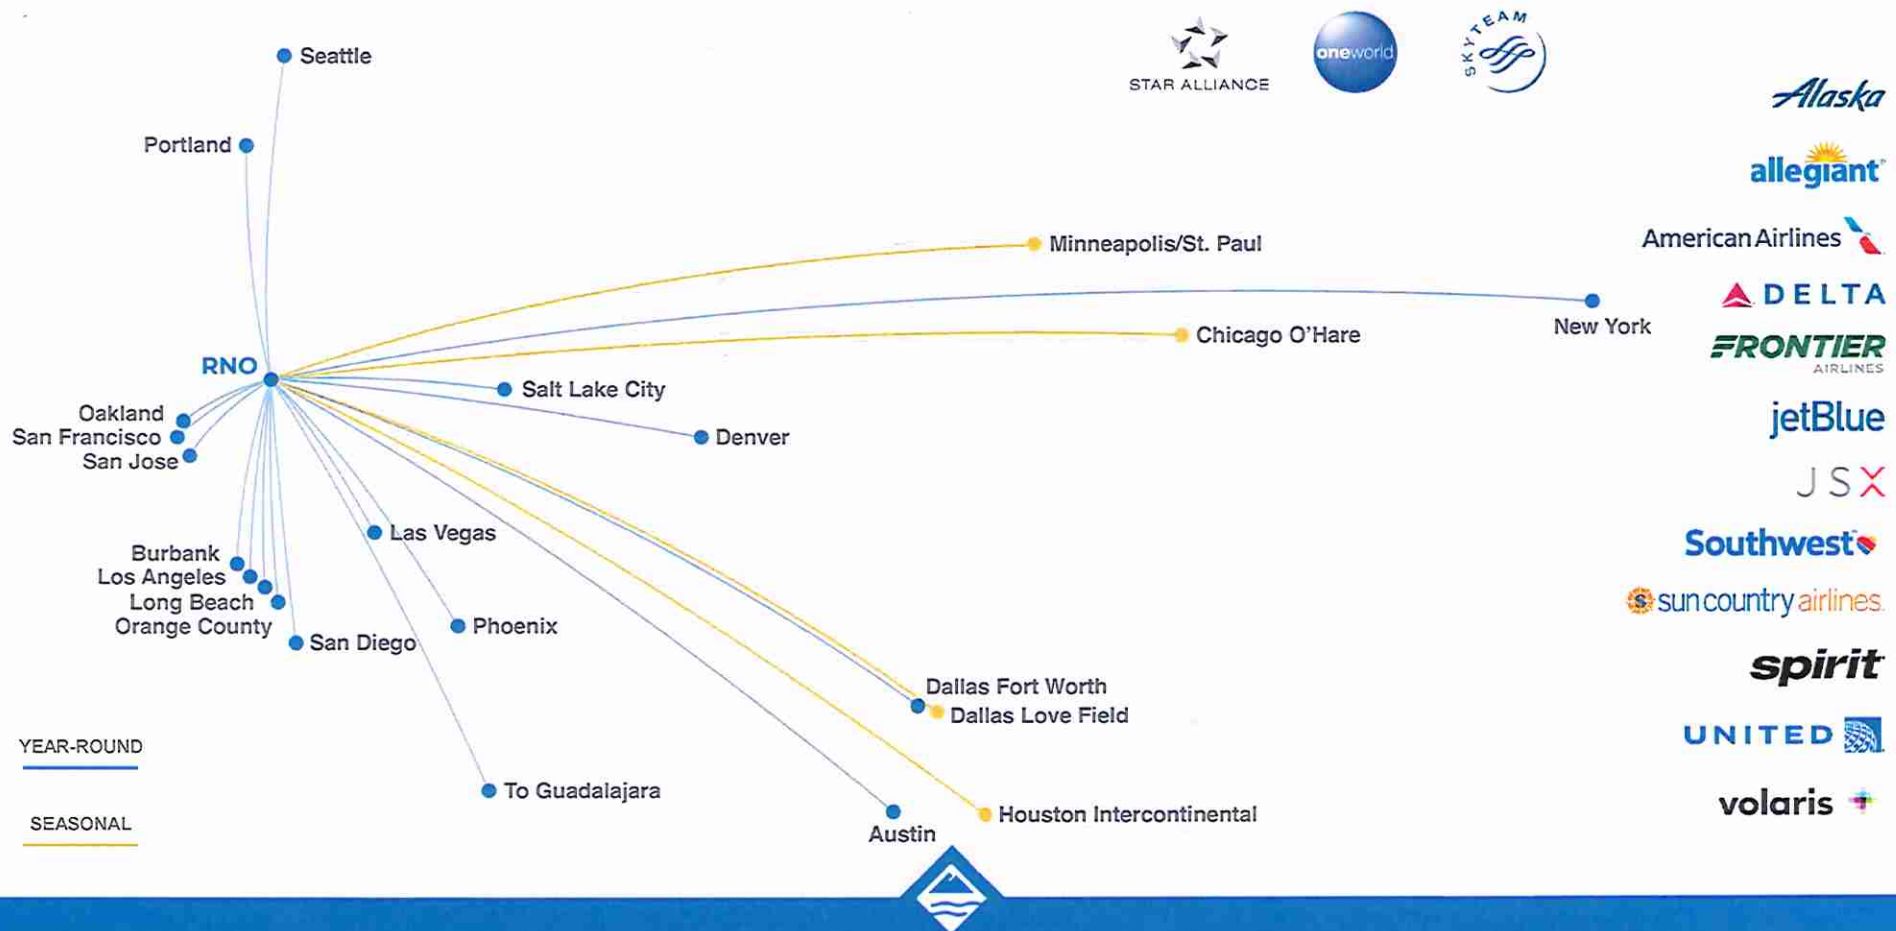 Seattle
Portland
STAR ALLIANCE
oneworld
SKYTEAM
Alaska
allegiant
Minneapolis/St. Paul
American Airlines
DELTA
New York
Chicago O'Hare
FRONTIER
AIRLINES
RNO
Salt Lake City
jetBlue
Oakland
San Francisco
San Jose
Denver
JSX
Las Vegas
Southwest
Burbank
Los Angeles
Long Beach
Orange County
San Diego
Phoenix
sun country airlines.
spirit
Dallas Fort Worth
Dallas Love Field
UNITED
YEAR-ROUND
To Guadalajara
volaris
SEASONAL
Houston Intercontinental
Austin